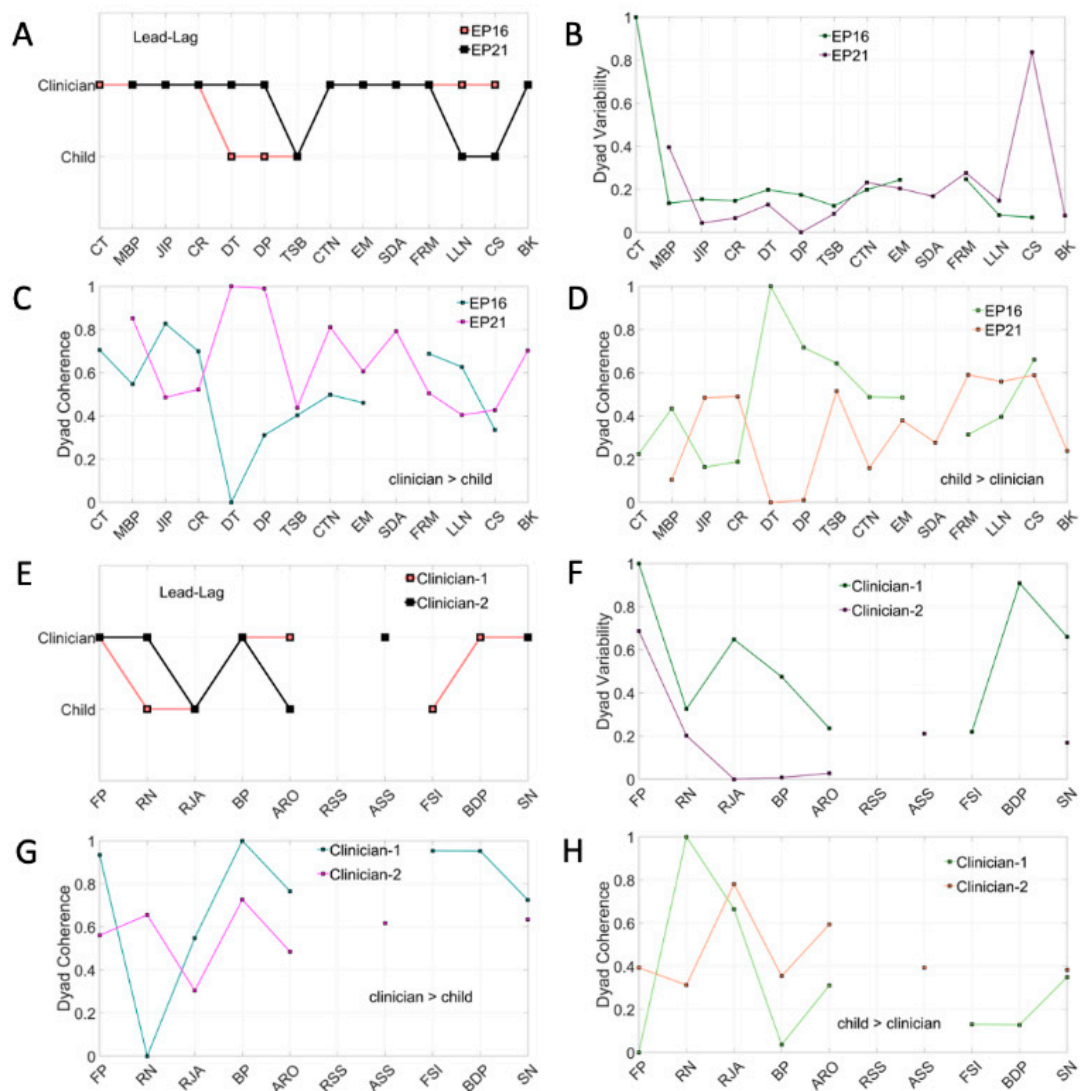 A
Lead-Lag
EP16
EP21
Clinician
Child
CT MBP JIP CR DT DP TSB CTN EM SDA FRM LLN CS BK
B
EP16
EP21
Dyad Variability
1
0.8
0.6
0.4
0.2
0
CT MBP JIP CR DT DP TSB CTN EM SDA FRM LLN CS BK
C
EP16
EP21
Dyad Coherence
1
0.8
0.6
0.4
0.2
0
clinician > child
CT MBP JIP CR DT DP TSB CTN EM SDA FRM LLN CS BK
D
EP16
EP21
Dyad Coherence
1
0.8
0.6
0.4
0.2
0
child > clinician
CT MBP JIP CR DT DP TSB CTN EM SDA FRM LLN CS BK
E
Lead-Lag
Clinician-1
Clinician-2
Clinician
Child
FP RN RJA BP ARO RSS ASS FSI BDP SN
F
Clinician-1
Clinician-2
Dyad Variability
1
0.8
0.6
0.4
0.2
0
FP RN RJA BP ARO RSS ASS FSI BDP SN
G
Clinician-1
Clinician-2
Dyad Coherence
1
0.8
0.6
0.4
0.2
0
clinician > child
FP RN RJA BP ARO RSS ASS FSI BDP SN
H
Clinician-1
Clinician-2
Dyad Coherence
1
0.8
0.6
0.4
0.2
0
child > clinician
FP RN RJA BP ARO RSS ASS FSI BDP SN